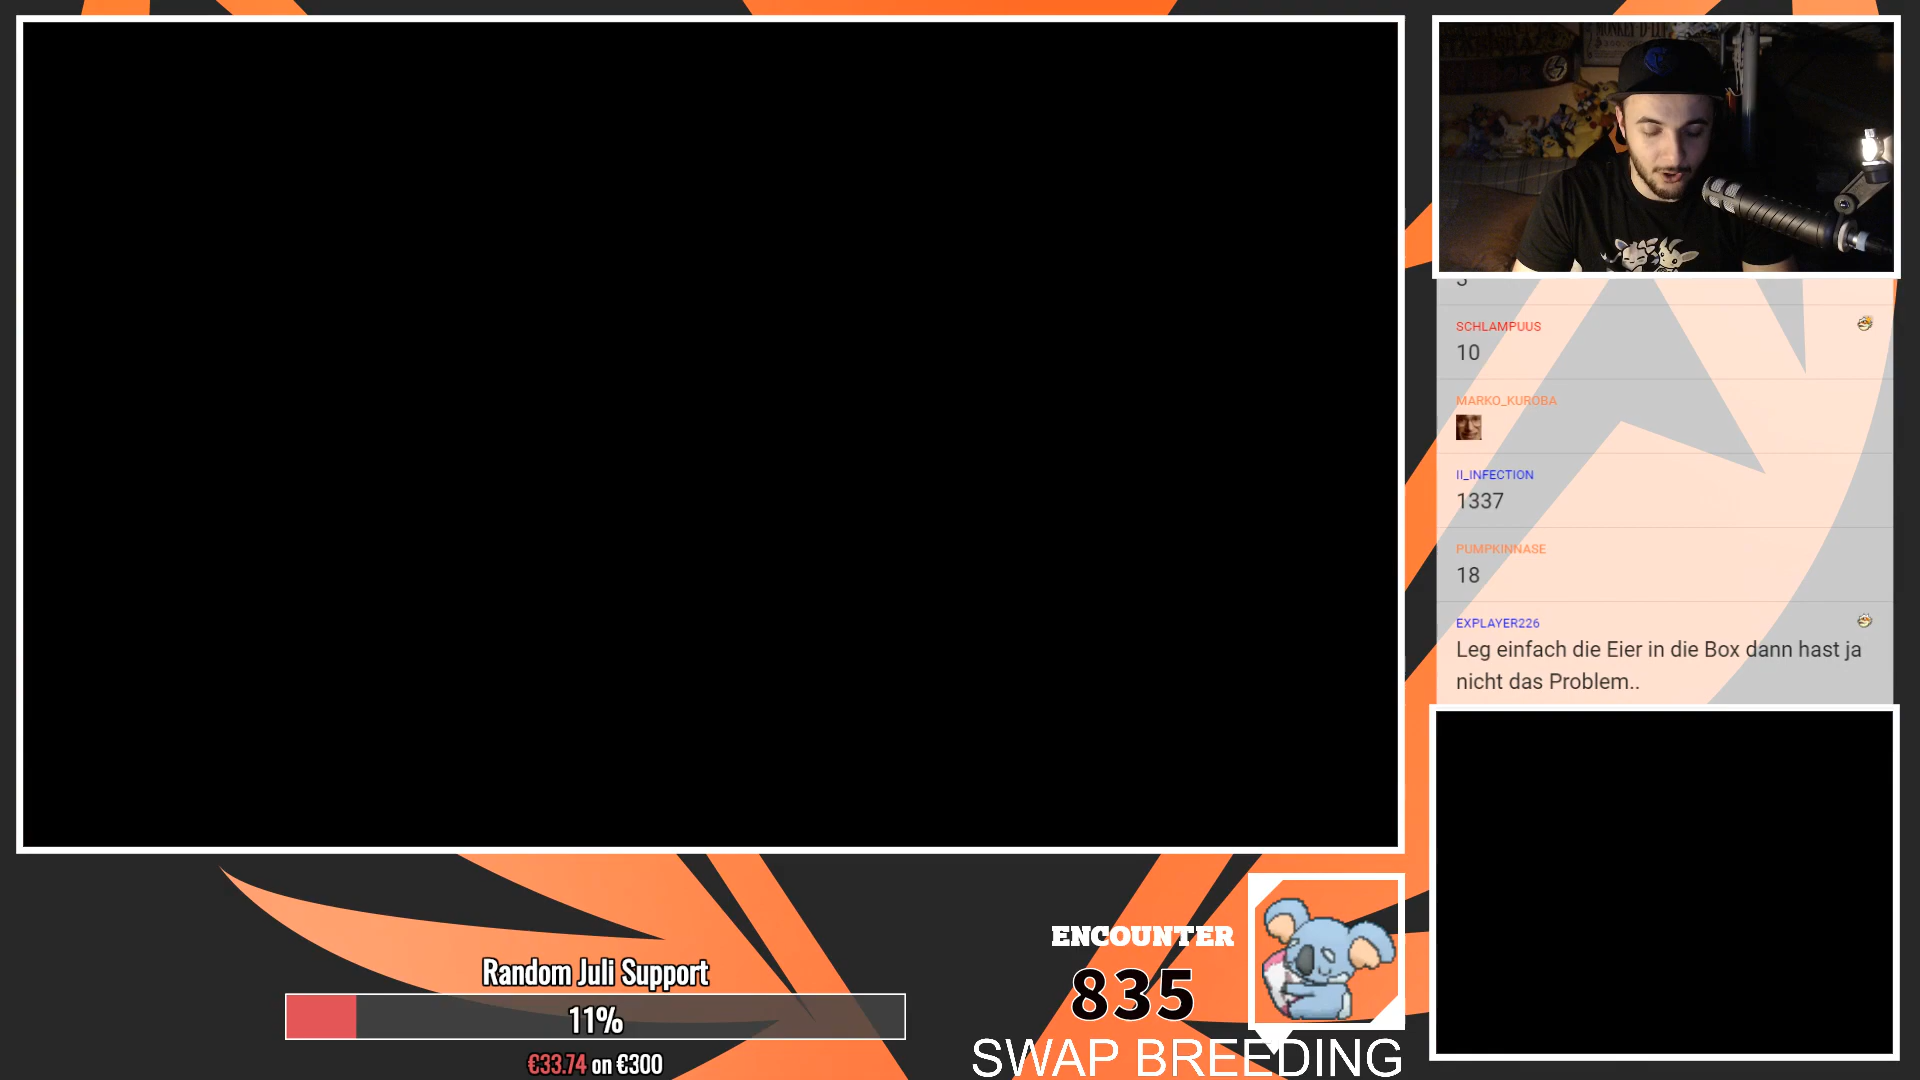 SCHLAMPUUS
10
MARKO_KUROBA
II_INFECTION
1337
PUMPKINNASE
18
EXPLAYER226
Leg einfach die Eier in die Box dann hast ja
nicht das Problem..
Random Juli Support
11%
€33.74 on €300
ENCOUNTER
835
SWAP BREEDING